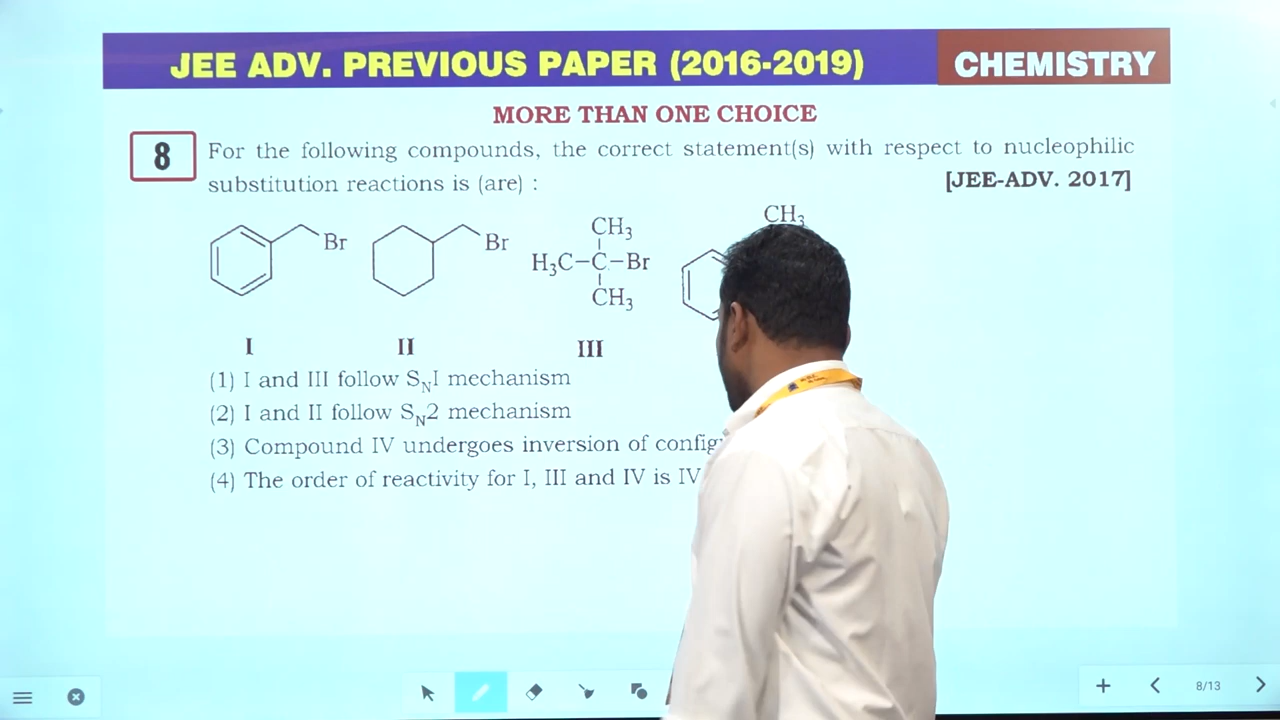 JEE ADV. PREVIOUS PAPER (2016-2019) CHEMISTRY
MORE THAN ONE CHOICE
8 For the following compounds, the correct statement(s) with respect to nucleophilic
substitution reactions is (are) : [JEE-ADV. 2017]
CH₃
CH₃
Br Br H₃C-C-Br
CH₃
I II III
(1) I and III follow SNI mechanism
(2) I and II follow SN2 mechanism
(3) Compound IV undergoes inversion of
(4) The order of reactivity for I, III and IV is IV
8/13